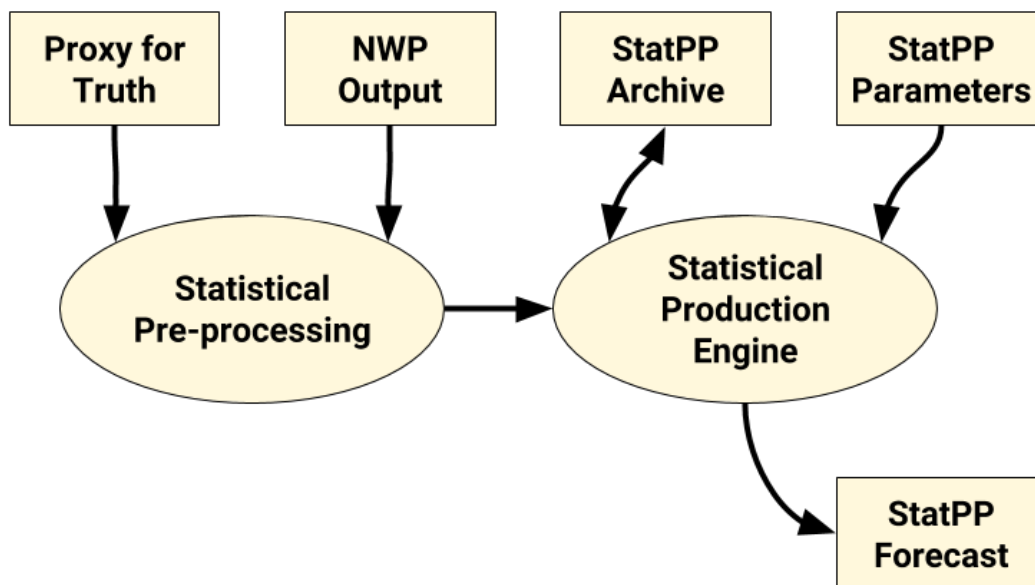 Proxy for
Truth
NWP
Output
StatPP
Archive
StatPP
Parameters
Statistical
Pre-processing
Statistical
Production
Engine
StatPP
Forecast